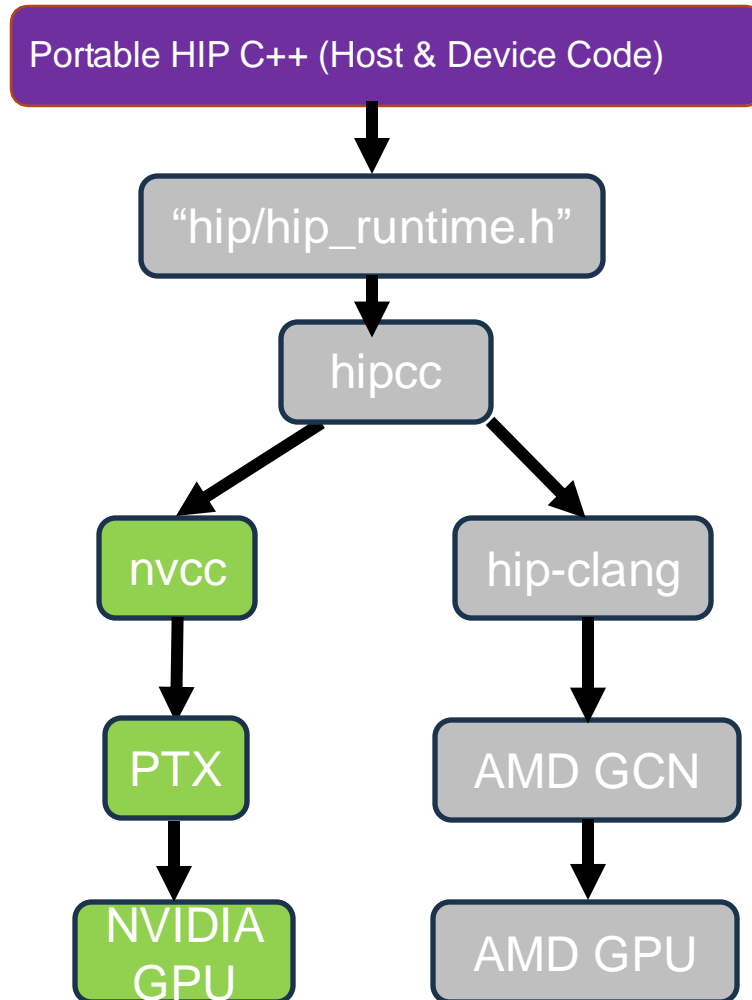 Portable HIP C++ (Host & Device Code)
“hip/hip_runtime.h”
hipcc
nvcc
hip-clang
PTX
AMD GCN
NVIDIA
GPU
AMD GPU